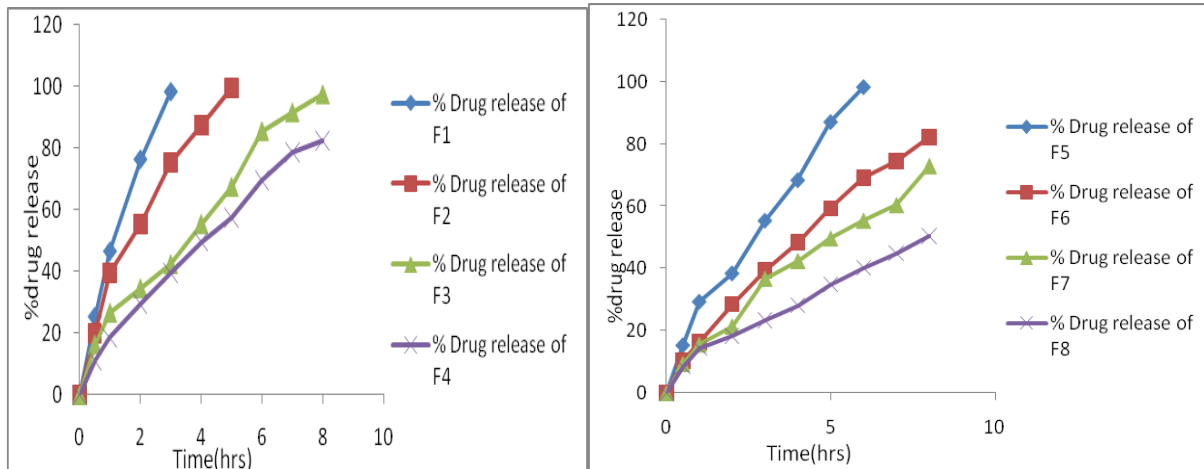 120
100
80
60
40
20
0
%drug release
0 2 4 6 8 10
Time(hrs)
% Drug release of
F1
% Drug release of
F2
% Drug release of
F3
% Drug release of
F4
120
100
80
60
40
20
0
%drug release
0 5 10
Time(hrs)
% Drug release of
F5
% Drug release of
F6
% Drug release of
F7
% Drug release of
F8